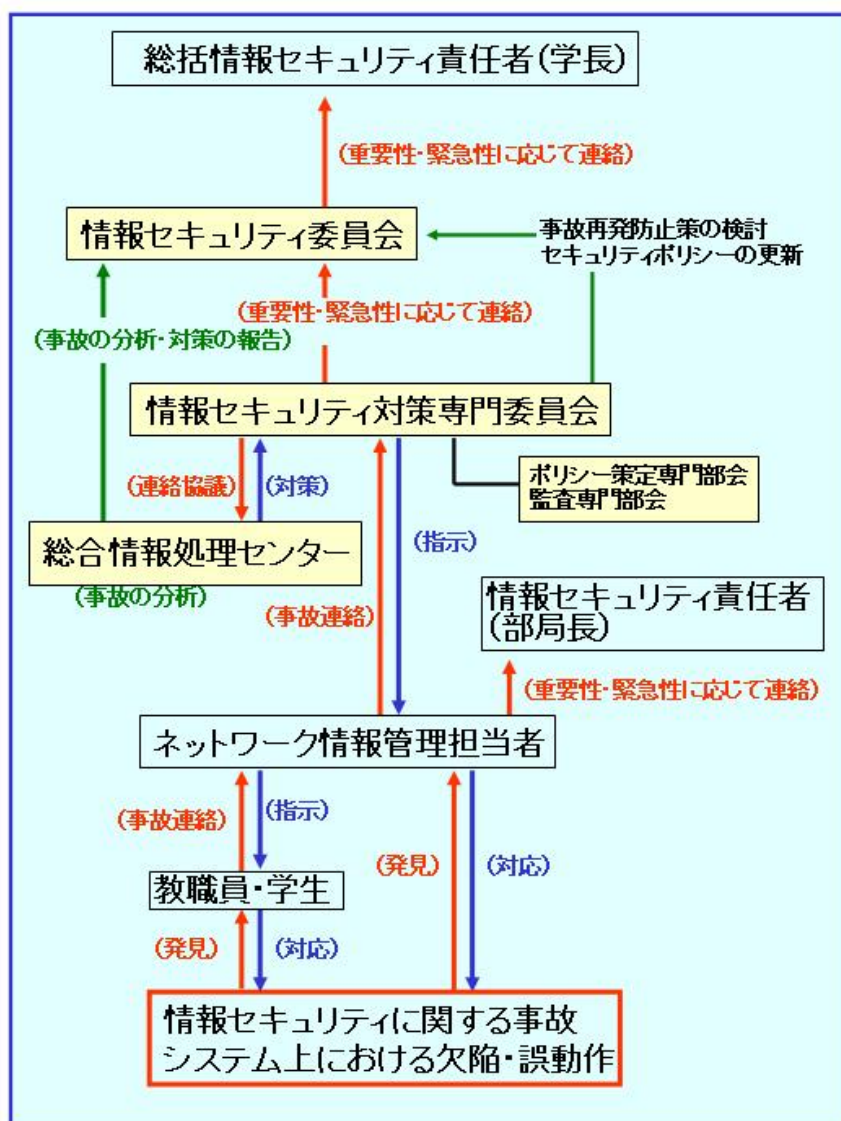 総括情報セキュリティ責任者(学長)
(重要性・緊急性に応じて連絡)
情報セキュリティ委員会
事故再発防止策の検討
セキュリティポリシーの更新
(重要性・緊急性に応じて連絡)
(事故の分析・対策の報告)
情報セキュリティ対策専門委員会
(連絡協議)
(対策)
ポリシー策定専門部会
監査専門部会
総合情報処理センター
(指示)
(事故の分析)
(事故連絡)
情報セキュリティ責任者
(部局長)
(重要性・緊急性に応じて連絡)
ネットワーク情報管理担当者
(事故連絡)
(指示)
(発見)
(対応)
教職員・学生
(発見)
(対応)
情報セキュリティに関する事故
システム上における欠陥・誤動作